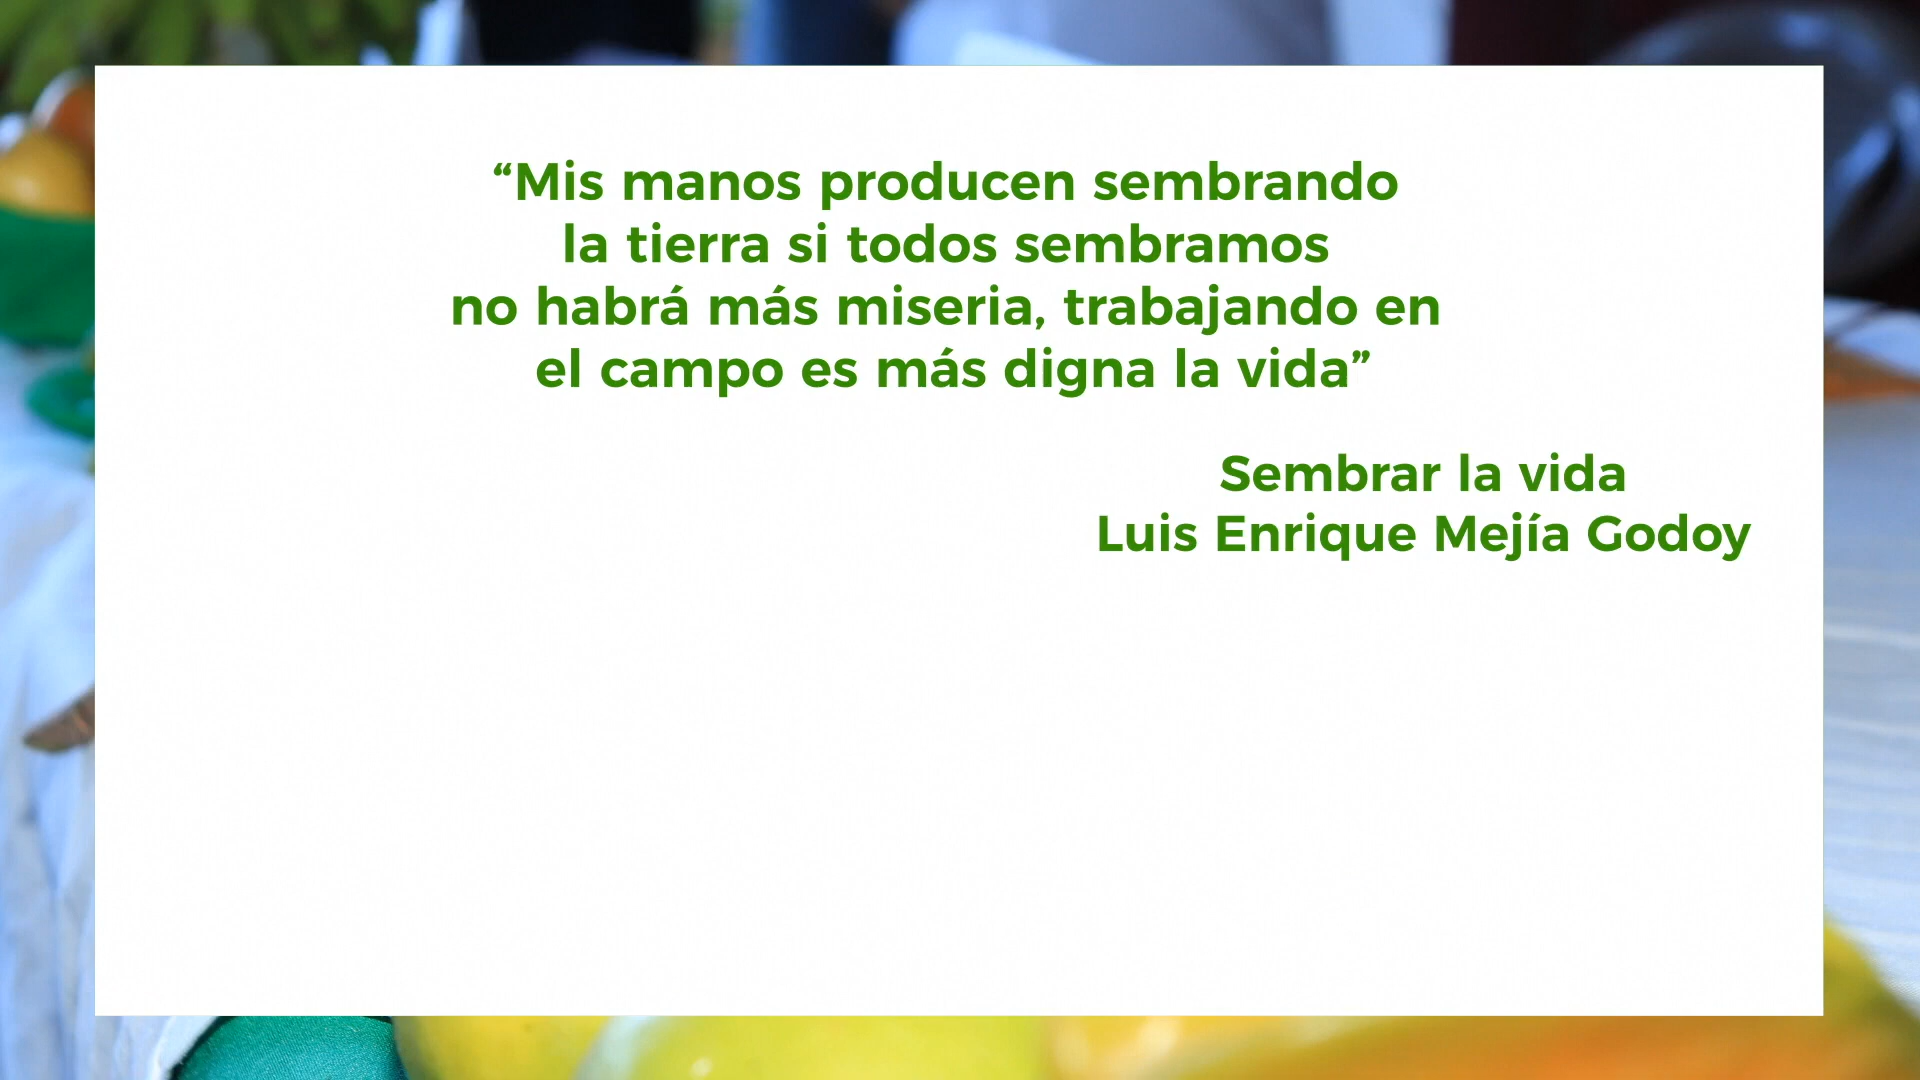 “Mis manos producen sembrando
la tierra si todos sembramos
no habrá más miseria, trabajando en
el campo es más digna la vida”
Sembrar la vida
Luis Enrique Mejía Godoy